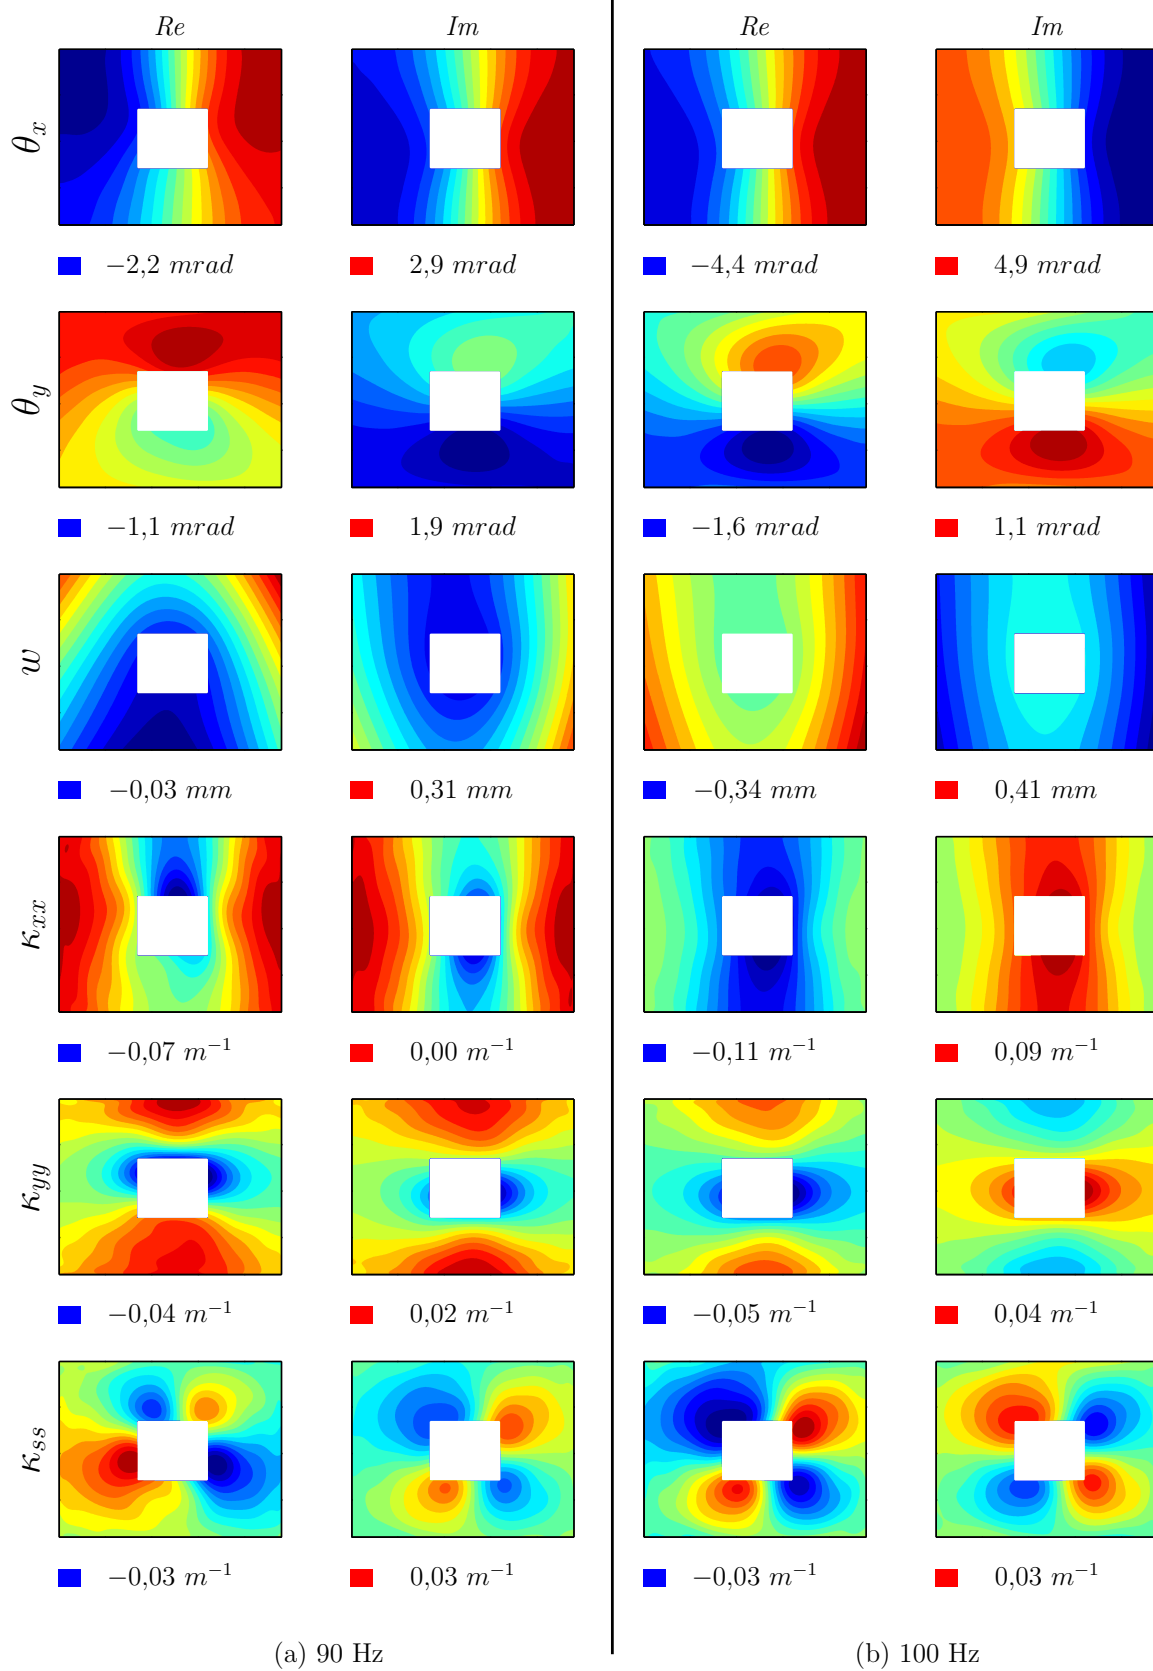 Re Im Re Im
θx
−2,2 mrad 2,9 mrad −4,4 mrad 4,9 mrad
θy
−1,1 mrad 1,9 mrad −1,6 mrad 1,1 mrad
w
−0,03 mm 0,31 mm −0,34 mm 0,41 mm
κxx
−0,07 m⁻¹ 0,00 m⁻¹ −0,11 m⁻¹ 0,09 m⁻¹
κyy
−0,04 m⁻¹ 0,02 m⁻¹ −0,05 m⁻¹ 0,04 m⁻¹
κss
−0,03 m⁻¹ 0,03 m⁻¹ −0,03 m⁻¹ 0,03 m⁻¹
(a) 90 Hz (b) 100 Hz